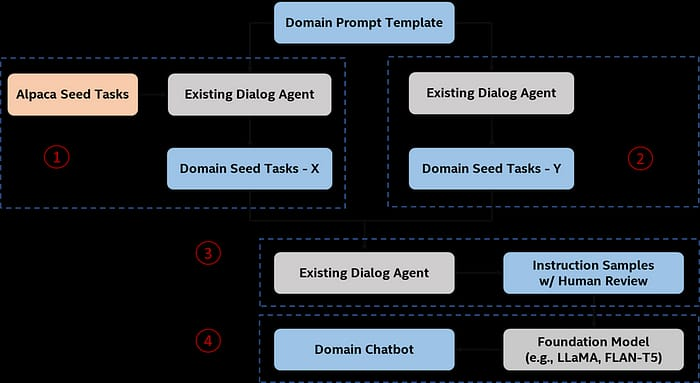 Domain Prompt Template
Alpaca Seed Tasks
Existing Dialog Agent
Existing Dialog Agent
1
2
Domain Seed Tasks - X
Domain Seed Tasks - Y
3
Existing Dialog Agent
Instruction Samples
w/ Human Review
4
Domain Chatbot
Foundation Model
(e.g., LLaMA, FLAN-T5)